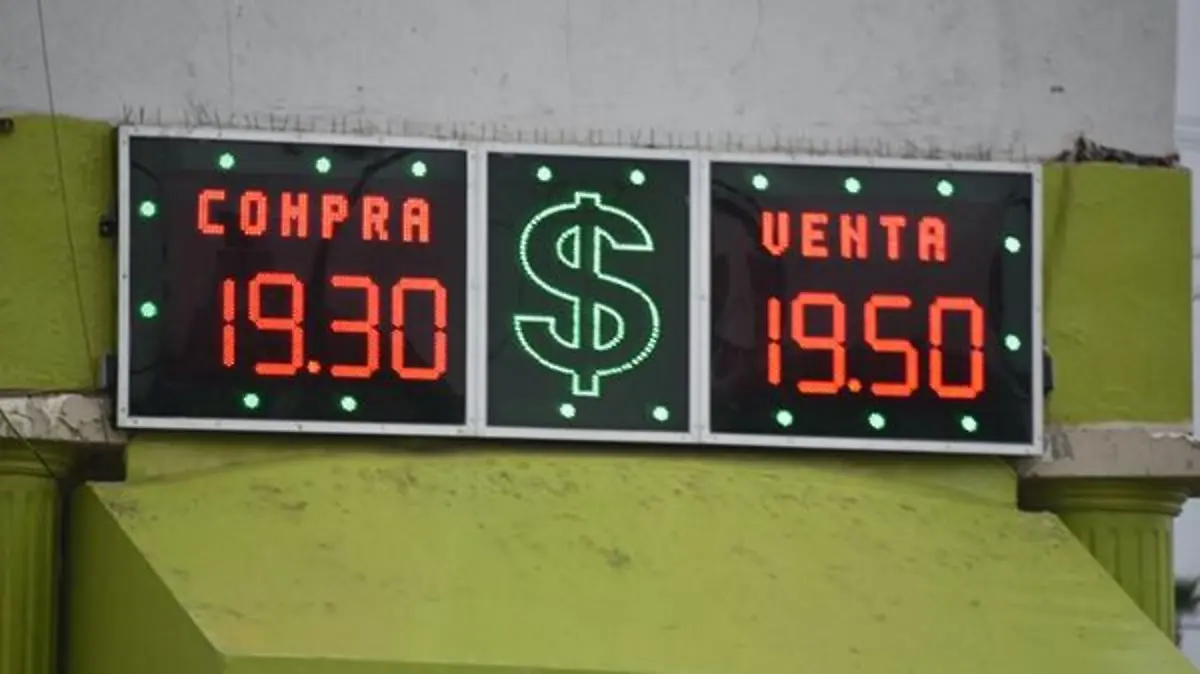 COMPRA
19.30
$
VENTA
19.50